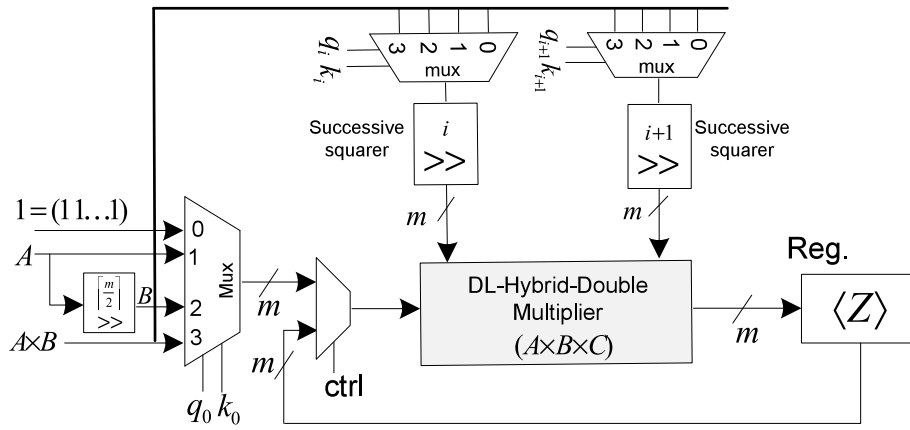 3 2 1 0
mux
q_i k_i
3 2 1 0
mux
q_{i+1} k_{i+1}
Successive
squarer
i
>>
i+1
>>
Successive
squarer
m
m
1=(11…1)
A
⌈m/2⌉
>>
B
A×B
0
1
2
3
Mux
q_0 k_0
m
m
ctrl
DL-Hybrid-Double
Multiplier
(A×B×C)
m
Reg.
⟨Z⟩